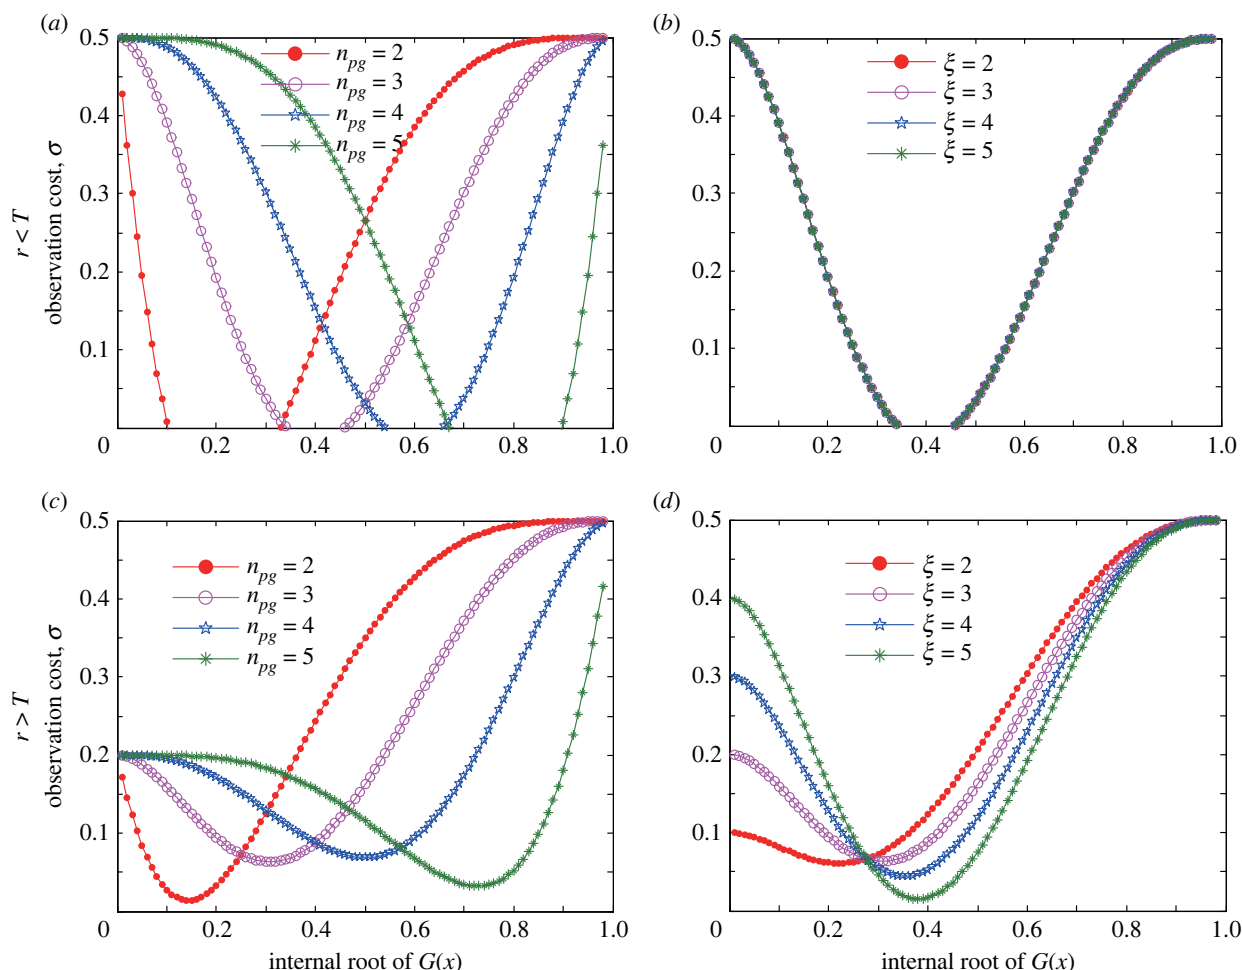 (a)
(b)
0.5
0.4
0.3
0.2
0.1
0
0.2
0.4
0.6
0.8
1.0
r < T
observation cost, σ
n_pg = 2
n_pg = 3
n_pg = 4
n_pg = 5
0.5
0.4
0.3
0.2
0.1
0
0.2
0.4
0.6
0.8
1.0
ξ = 2
ξ = 3
ξ = 4
ξ = 5
(c)
(d)
0.5
0.4
0.3
0.2
0.1
0
0.2
0.4
0.6
0.8
1.0
r > T
observation cost, σ
n_pg = 2
n_pg = 3
n_pg = 4
n_pg = 5
internal root of G(x)
0.5
0.4
0.3
0.2
0.1
0
0.2
0.4
0.6
0.8
1.0
ξ = 2
ξ = 3
ξ = 4
ξ = 5
internal root of G(x)